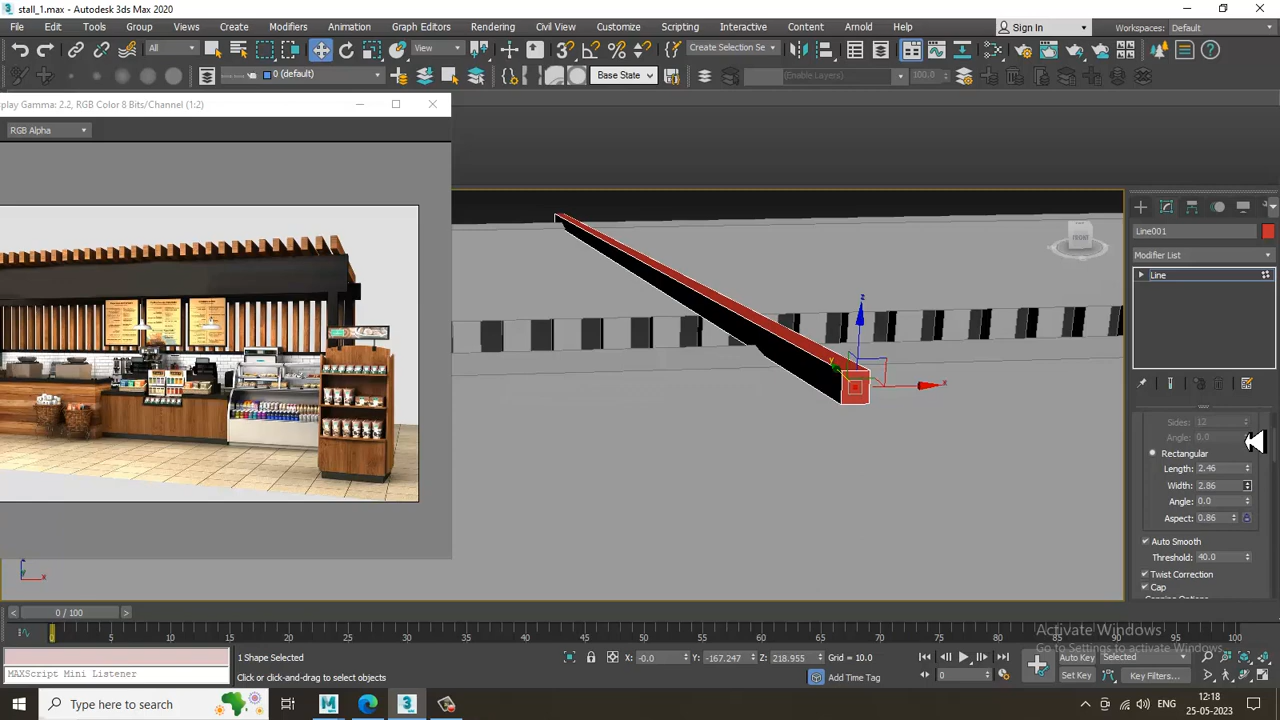 stall_1.max - Autodesk 3ds Max 2020
File Edit Tools Group Views Create Modifiers Animation Graph Editors Rendering Civil View Customize Scripting Interactive Content Arnold Help
Sign In
Workspaces: Default
All
View
Create Selection Se
0 (default)
Base State
(Enable Layers)
100.0
play Gamma: 2.2, RGB Color 8 Bits/Channel (1:2)
RGB Alpha
FRONT
z
y
x
Line001
Modifier List
Line
Sides: 12
Angle: 0.0
Rectangular
Length: 2.46
Width: 2.86
Angle: 0.0
Aspect: 0.86
Auto Smooth
Threshold: 40.0
Twist Correction
Cap
x
0 / 100
0 5 10 15 20 25 30 35 40 45 50 55 60 65 70 75 80 85 90 95 100
Activate Windows
Go to Settings to activate Windows.
1 Shape Selected
X: -0.0
Y: -167.247
Z: 218.955
Grid = 10.0
Auto Key
Selected
MAXScript Mini Listener
Click or click-and-drag to select objects
Add Time Tag
0
Set Key
Key Filters...
Type here to search
12:18
25-05-2023